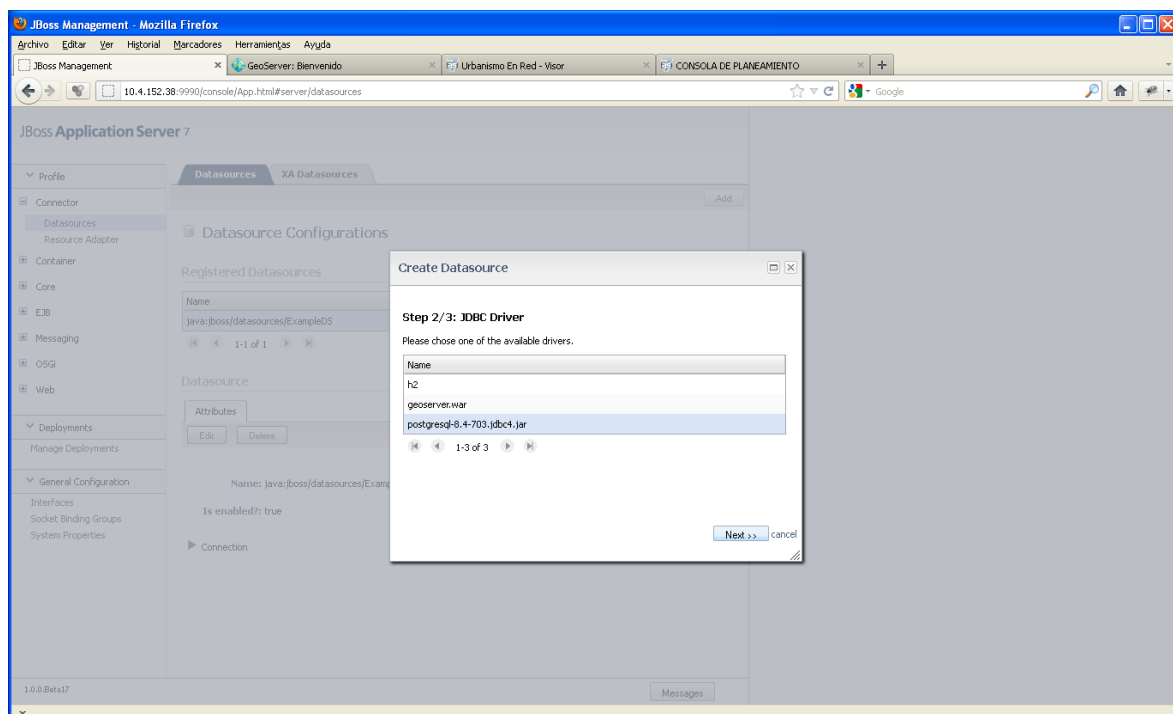 JBoss Management - Mozilla Firefox
Archivo Editar Ver Historial Marcadores Herramientas Ayuda
JBoss Management
GeoServer: Bienvenido
Urbanismo En Red - Visor
CONSOLA DE PLANEAMIENTO
10.4.152.38:9990/console/App.html#server/datasources
Google
JBoss Application Server 7
Profile
Connector
Datasources
Resource Adapter
Container
Core
EJB
Messaging
OSGi
Web
Deployments
Manage Deployments
General Configuration
Interfaces
Socket Binding Groups
System Properties
Datasources XA Datasources
Add
Datasource Configurations
Registered Datasources
Name
java:jboss/datasources/ExampleDS
1-1 of 1
Datasource
Attributes
Edit Delete
Name: java:jboss/datasources/Examp
Is enabled?: true
Connection
Create Datasource
Step 2/3: JDBC Driver
Please chose one of the available drivers.
Name
h2
geoserver.war
postgresql-8.4-703.jdbc4.jar
1-3 of 3
Next >> cancel
1.0.0.Beta17
Messages